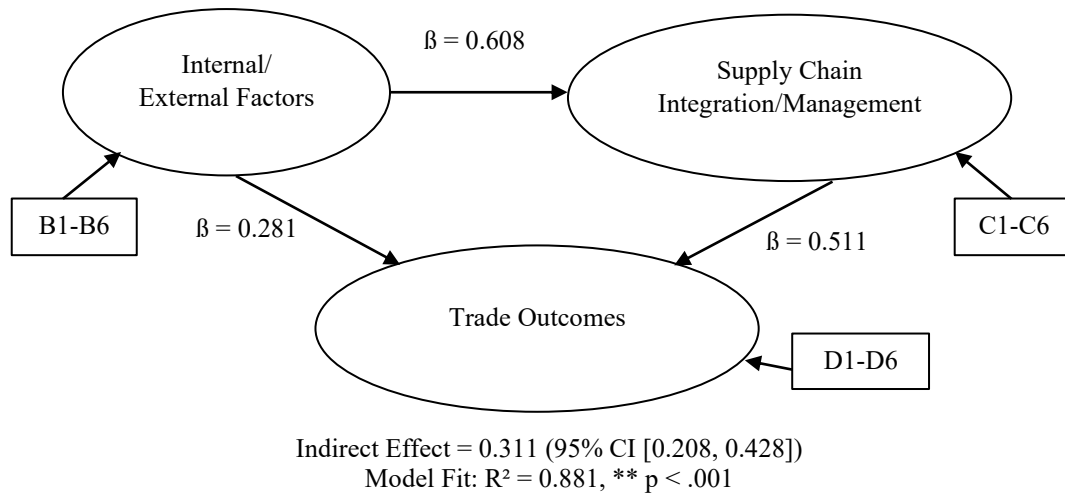 ß = 0.608
Internal/
External Factors
Supply Chain
Integration/Management
B1-B6
ß = 0.281
ß = 0.511
C1-C6
Trade Outcomes
D1-D6
Indirect Effect = 0.311 (95% CI [0.208, 0.428])
Model Fit: R² = 0.881, ** p < .001